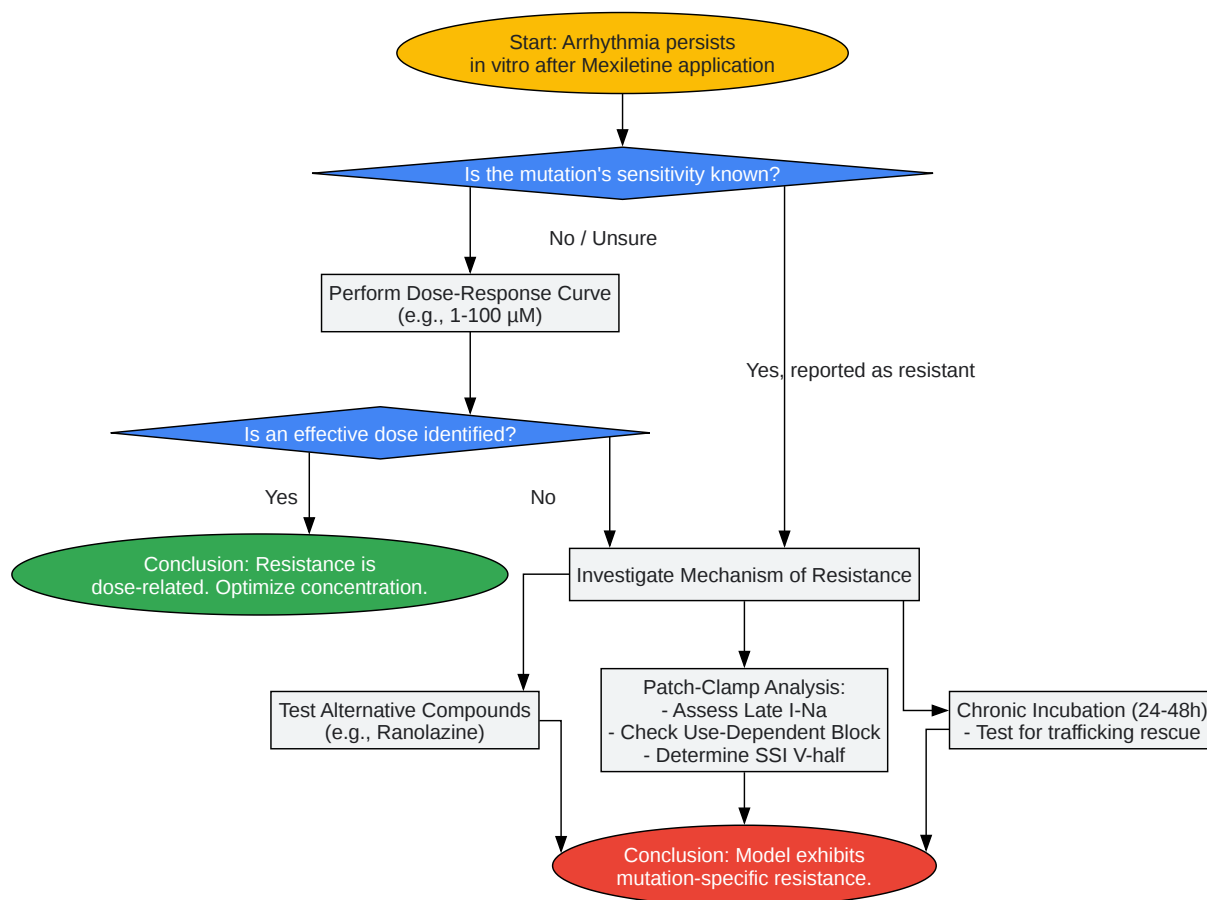 Start: Arrhythmia persists
in vitro after Mexiletine application
Is the mutation's sensitivity known?
No / Unsure
Perform Dose-Response Curve
(e.g., 1-100 µM)
Yes, reported as resistant
Is an effective dose identified?
Yes
No
Conclusion: Resistance is
dose-related. Optimize concentration.
Investigate Mechanism of Resistance
Test Alternative Compounds
(e.g., Ranolazine)
Patch-Clamp Analysis:
- Assess Late I-Na
- Check Use-Dependent Block
- Determine SSI V-half
Chronic Incubation (24-48h)
- Test for trafficking rescue
Conclusion: Model exhibits
mutation-specific resistance.